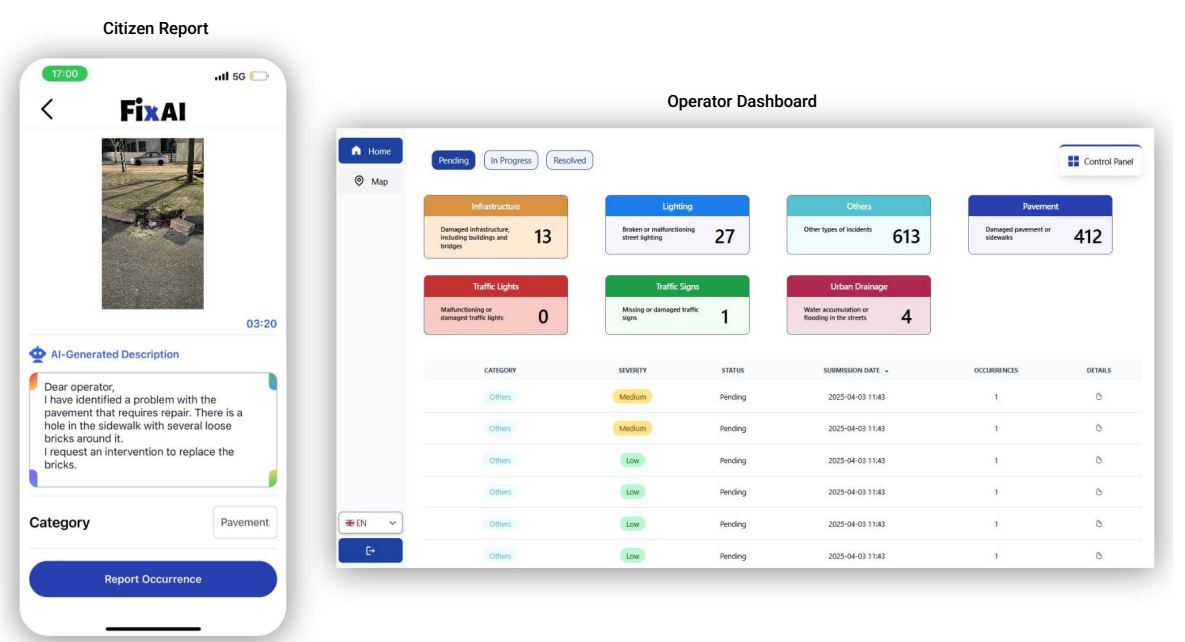 Citizen Report
17:00
5G
FixAI
03:20
AI-Generated Description
Dear operator,
I have identified a problem with the
pavement that requires repair. There is a
hole in the sidewalk with several loose
bricks around it.
I request an intervention to replace the
bricks.
Category
Pavement
Report Occurrence
Operator Dashboard
Home
Map
EN
Pending
In Progress
Resolved
Control Panel
Infrastructure
Damaged infrastructure,
including buildings and
bridges
13
Lighting
Broken or malfunctioning
street lighting
27
Others
Other types of incidents
613
Pavement
Damaged pavement or
sidewalks
412
Traffic Lights
Malfunctioning or
damaged traffic lights
0
Traffic Signs
Missing or damaged traffic
signs
1
Urban Drainage
Water accumulation or
flooding in the streets
4
CATEGORY SEVERITY STATUS SUBMISSION DATE OCCURRENCES DETAILS
Others Medium Pending 2025-04-03 11:43 1
Others Medium Pending 2025-04-03 11:43 1
Others Low Pending 2025-04-03 11:43 1
Others Low Pending 2025-04-03 11:43 1
Others Low Pending 2025-04-03 11:43 1
Others Low Pending 2025-04-03 11:43 1